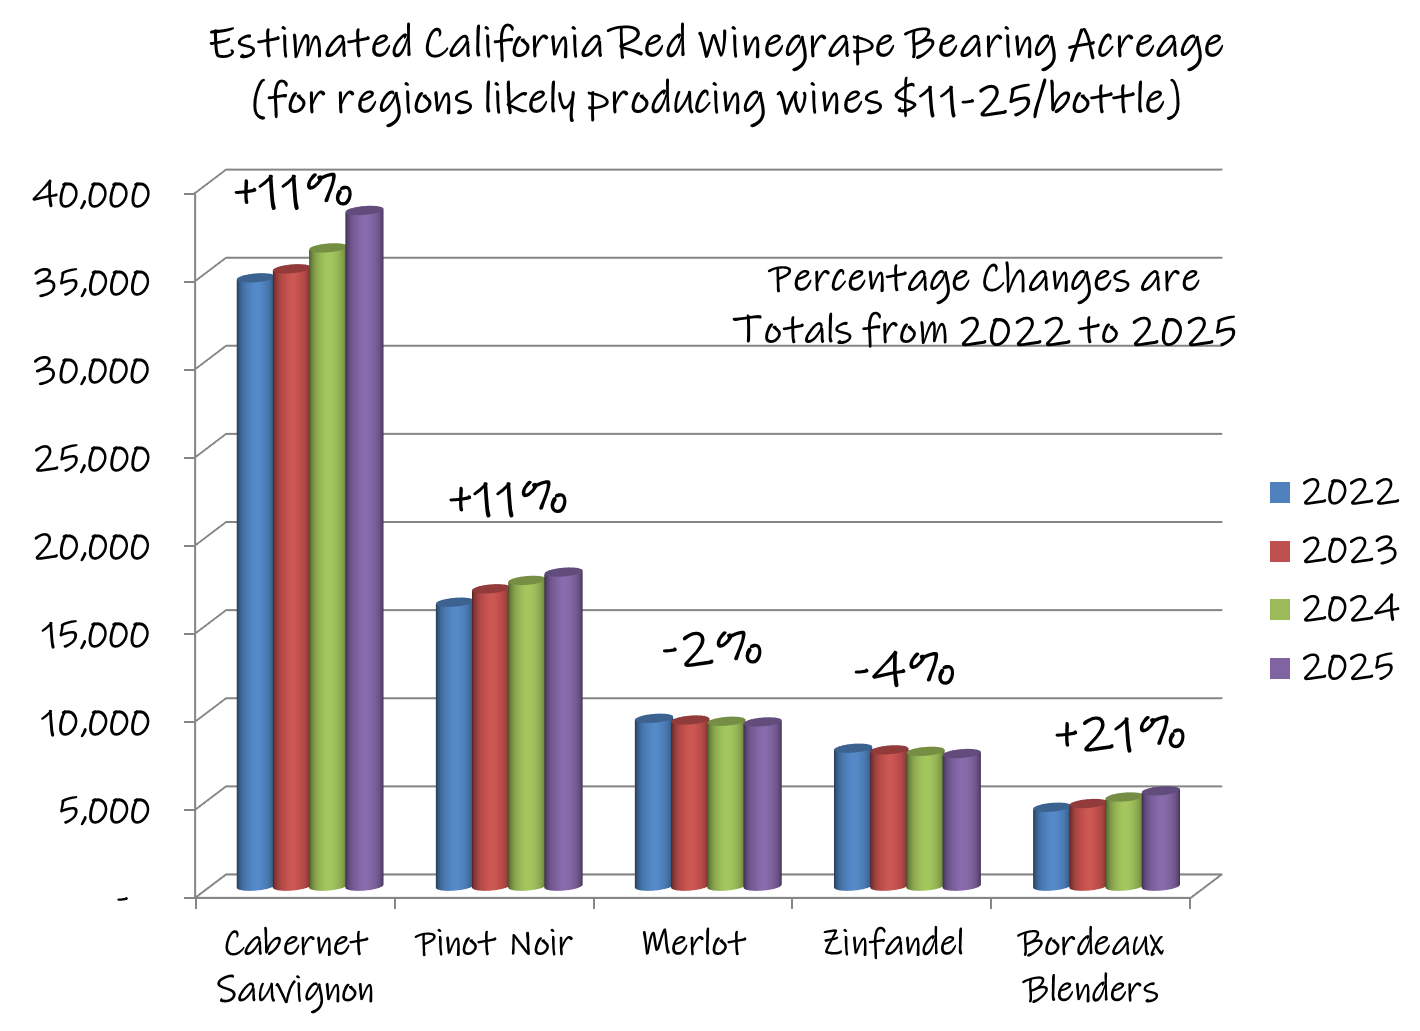 Estimated California Red Winegrape Bearing Acreage
(for regions likely producing wines $11-25/bottle)
40,000
35,000
30,000
25,000
20,000
15,000
10,000
5,000
-
+11%
+11%
-2%
-4%
+21%
Percentage Changes are
Totals from 2022 to 2025
2022
2023
2024
2025
Cabernet
Sauvignon
Pinot Noir
Merlot
Zinfandel
Bordeaux
Blenders